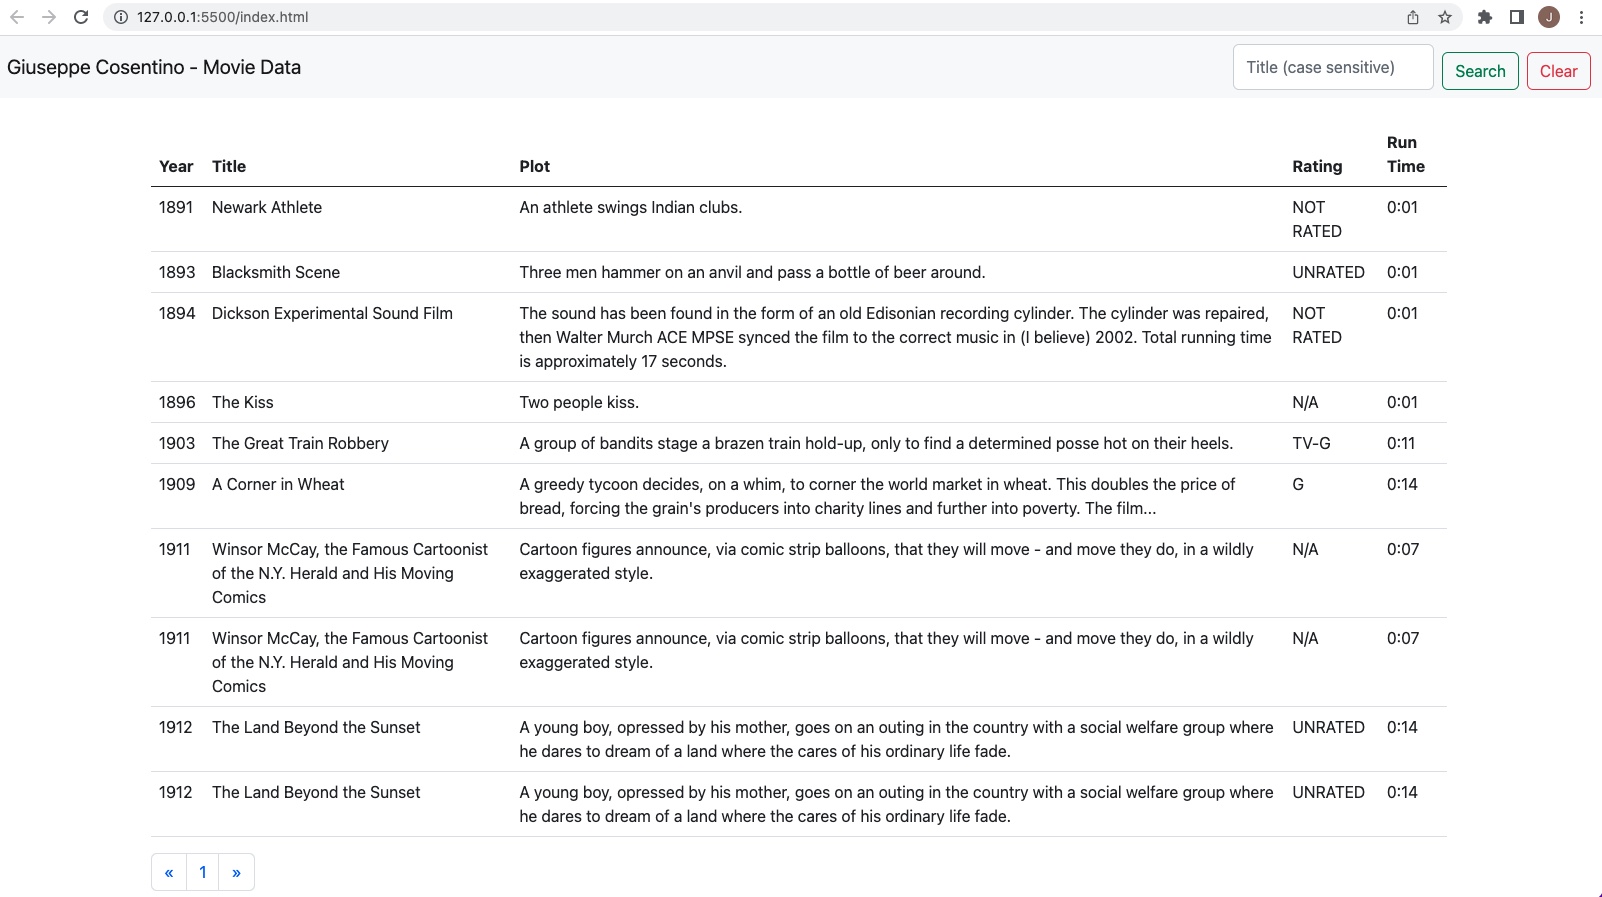 127.0.0.1:5500/index.html
J
Giuseppe Cosentino - Movie Data
Title (case sensitive)
Search
Clear
Year Title Plot Rating Run Time
1891 Newark Athlete An athlete swings Indian clubs. NOT RATED 0:01
1893 Blacksmith Scene Three men hammer on an anvil and pass a bottle of beer around. UNRATED 0:01
1894 Dickson Experimental Sound Film The sound has been found in the form of an old Edisonian recording cylinder. The cylinder was repaired, NOT 0:01
then Walter Murch ACE MPSE synced the film to the correct music in (I believe) 2002. Total running time RATED
is approximately 17 seconds.
1896 The Kiss Two people kiss. N/A 0:01
1903 The Great Train Robbery A group of bandits stage a brazen train hold-up, only to find a determined posse hot on their heels. TV-G 0:11
1909 A Corner in Wheat A greedy tycoon decides, on a whim, to corner the world market in wheat. This doubles the price of G 0:14
bread, forcing the grain's producers into charity lines and further into poverty. The film...
1911 Winsor McCay, the Famous Cartoonist Cartoon figures announce, via comic strip balloons, that they will move - and move they do, in a wildly N/A 0:07
of the N.Y. Herald and His Moving exaggerated style.
Comics
1911 Winsor McCay, the Famous Cartoonist Cartoon figures announce, via comic strip balloons, that they will move - and move they do, in a wildly N/A 0:07
of the N.Y. Herald and His Moving exaggerated style.
Comics
1912 The Land Beyond the Sunset A young boy, opressed by his mother, goes on an outing in the country with a social welfare group where UNRATED 0:14
he dares to dream of a land where the cares of his ordinary life fade.
1912 The Land Beyond the Sunset A young boy, opressed by his mother, goes on an outing in the country with a social welfare group where UNRATED 0:14
he dares to dream of a land where the cares of his ordinary life fade.
« 1 »